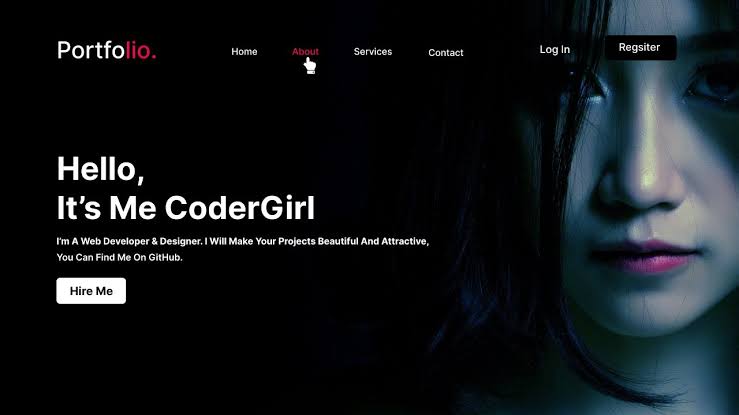 Portfolio.
Home
About
Services
Contact
Log In
Regsiter
Hello,
It's Me CoderGirl
I'm A Web Developer & Designer. I Will Make Your Projects Beautiful And Attractive,
You Can Find Me On GitHub.
Hire Me